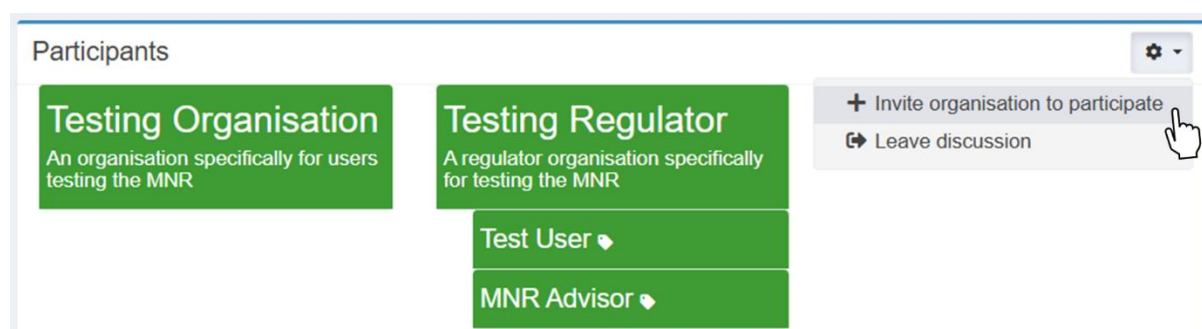 Participants
Testing Organisation
An organisation specifically for users
testing the MNR
Testing Regulator
A regulator organisation specifically
for testing the MNR
Test User
MNR Advisor
Invite organisation to participate
Leave discussion